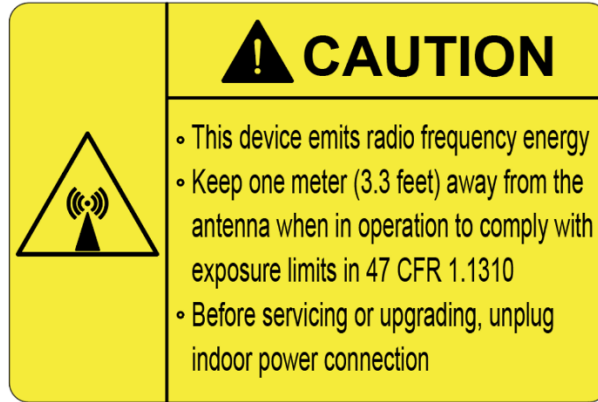 CAUTION
◦ This device emits radio frequency energy
◦ Keep one meter (3.3 feet) away from the
antenna when in operation to comply with
exposure limits in 47 CFR 1.1310
◦ Before servicing or upgrading, unplug
indoor power connection